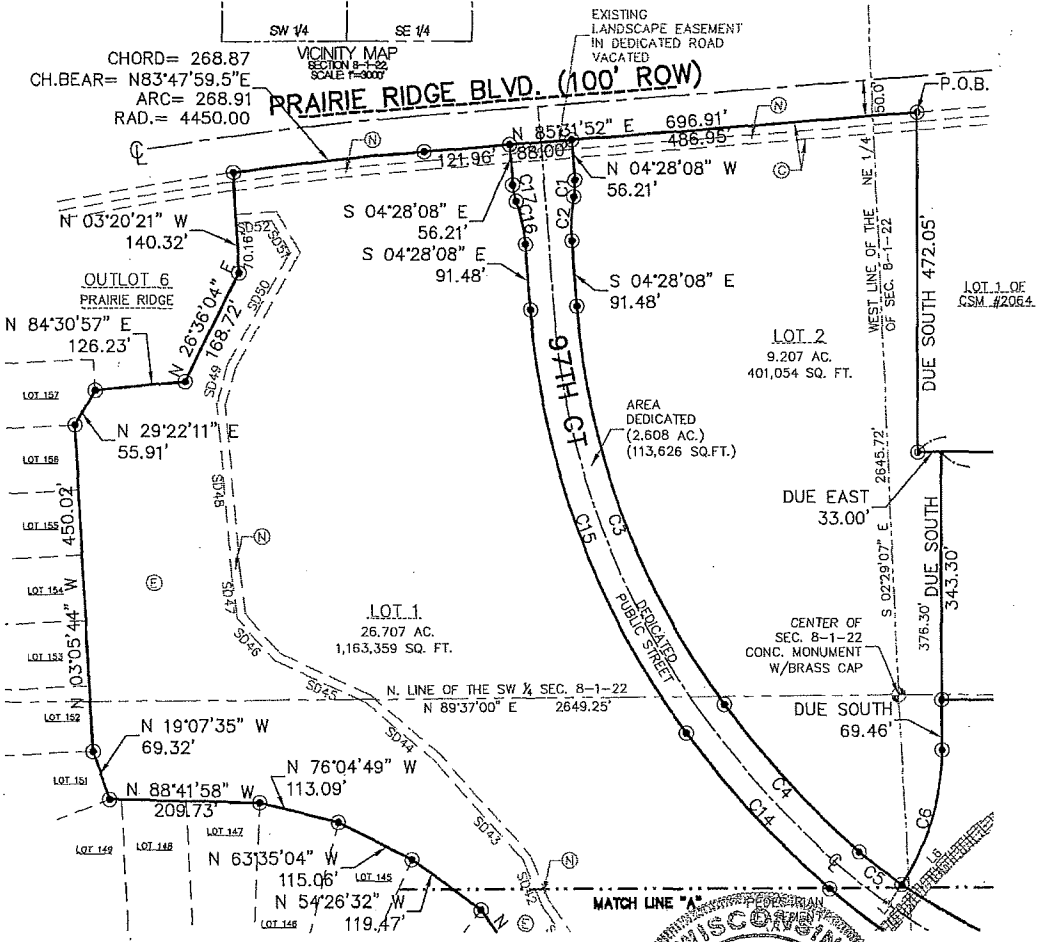 SW 1/4
SE 1/4
VICINITY MAP
SECTION 8-1-22
SCALE: 1"=3000'
EXISTING
LANDSCAPE EASEMENT
IN DEDICATED ROAD
VACATED
CHORD= 268.87
CH.BEAR= N83°47'59.5"E
ARC= 268.91
RAD.= 4450.00
PRAIRIE RIDGE BLVD. (100' ROW)
P.O.B.
50.0'
N
N
N 85°31'52" E 696.91'
121.96'
88.00'
486.95'
C
N 04°28'08" W
56.21'
S 04°28'08" E
56.21'
C17
C16
C1
C2
S 04°28'08" E
91.48'
S 04°28'08" E
91.48'
N 03°20'21" W
140.32'
SD52
70.16'
SD51
SD50
OUTLOT 6
PRAIRIE RIDGE
N 26°36'04" E
168.72'
N 84°30'57" E
126.23'
SD49
LOT 157
N 29°22'11" E
55.91'
LOT 156
SD48
N 03°05'44" W 450.02'
LOT 155
N
LOT 154
E
LOT 153
SD47
SD46
LOT 152
LOT 1
26.707 AC.
1,163,359 SQ. FT.
97TH CT
LOT 2
9.207 AC.
401,054 SQ. FT.
WEST LINE OF THE NE 1/4
OF SEC. 8-1-22
DUE SOUTH 472.05'
LOT 1 OF
CSM #2064
AREA
DEDICATED
(2.608 AC.)
(113,626 SQ.FT.)
C3
C15
DUE EAST
33.00'
S 02°29'07" E 2645.72'
376.30'
DUE SOUTH
343.30'
DEDICATED
PUBLIC STREET
CENTER OF
SEC. 8-1-22
CONC. MONUMENT
W/BRASS CAP
SD45
N. LINE OF THE SW 1/4 SEC. 8-1-22
N 89°37'00" E 2649.25'
DUE SOUTH
69.46'
N 19°07'35" W
69.32'
SD44
LOT 151
N 88°41'58" W
209.73'
N 76°04'49" W
113.09'
C4
C14
C6
SD43
LOT 149
LOT 148
LOT 147
N 63°35'04" W
115.06'
LOT 145
C5
L6
N
SD42
N 54°26'32" W
119.47'
LOT 146
N
E
MATCH LINE "A"
PEDESTRIAN
EASEMENT
WISCONSIN